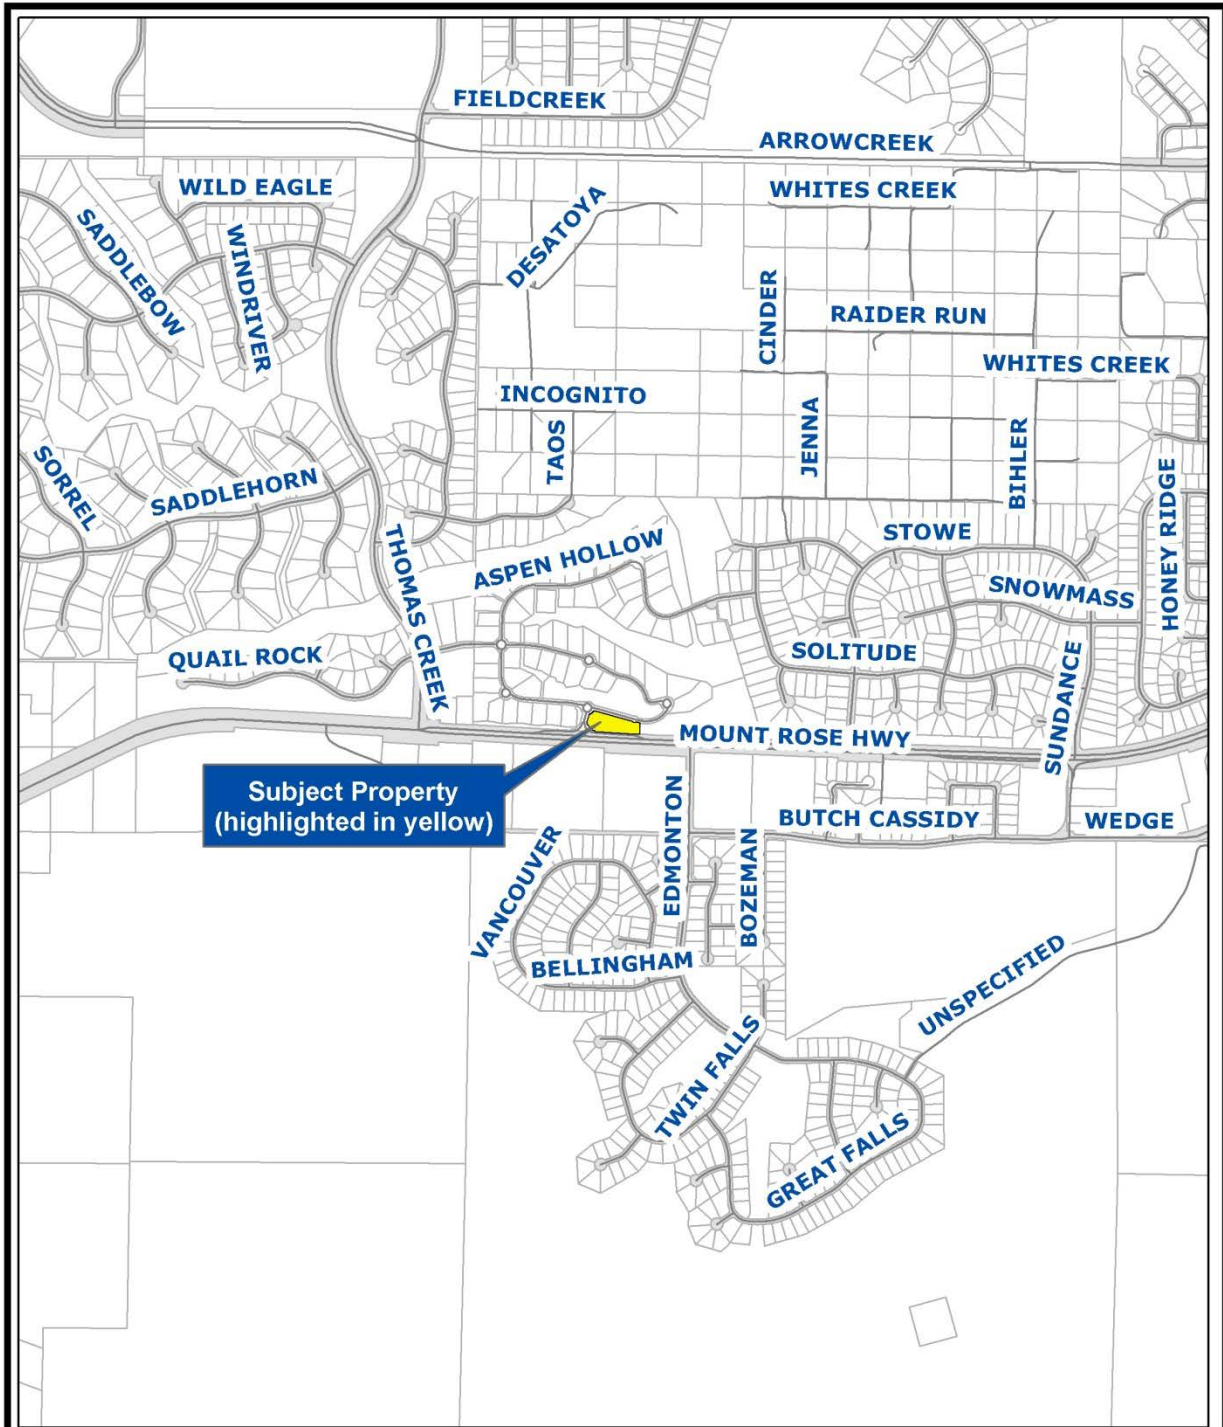 FIELDCREEK
ARROWCREEK
WILD EAGLE
WHITES CREEK
SADDLEBOW
WINDRIVER
DESATOYA
CINDER
RAIDER RUN
WHITES CREEK
INCOGNITO
TAOS
JENNA
BIHLER
SORREL
SADDLEHORN
HONEY RIDGE
THOMAS CREEK
ASPEN HOLLOW
STOWE
SNOWMASS
QUAIL ROCK
SOLITUDE
SUNDANCE
MOUNT ROSE HWY
Subject Property
(highlighted in yellow)
EDMONTON
BUTCH CASSIDY
WEDGE
VANCOUVER
BOZEMAN
BELLINGHAM
UNSPECIFIED
TWIN FALLS
GREAT FALLS